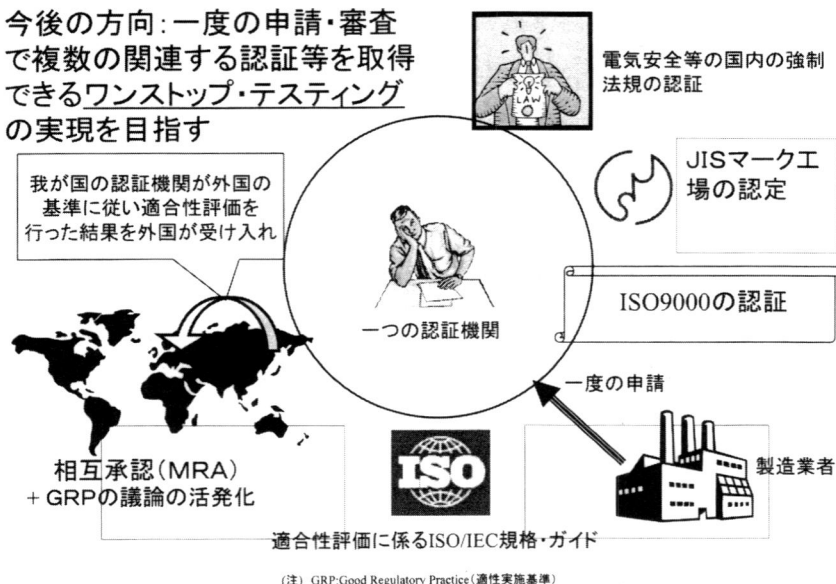 今後の方向：一度の申請・審査
で複数の関連する認証等を取得
できるワンストップ・テスティング
の実現を目指す
LAW
電気安全等の国内の強制
法規の認証
JISマーク工
場の認定
我が国の認証機関が外国の
基準に従い適合性評価を
行った結果を外国が受け入れ
ISO9000の認証
一つの認証機関
一度の申請
製造業者
相互承認(MRA)
+GRPの議論の活発化
ISO
適合性評価に係るISO/IEC規格・ガイド
(注) GRP:Good Regulatory Practice(適性実施基準)